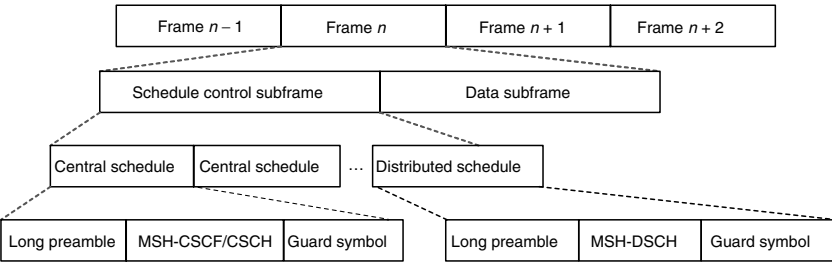 Frame n – 1 Frame n Frame n + 1 Frame n + 2
Schedule control subframe Data subframe
Central schedule Central schedule ... Distributed schedule
Long preamble MSH-CSCF/CSCH Guard symbol Long preamble MSH-DSCH Guard symbol